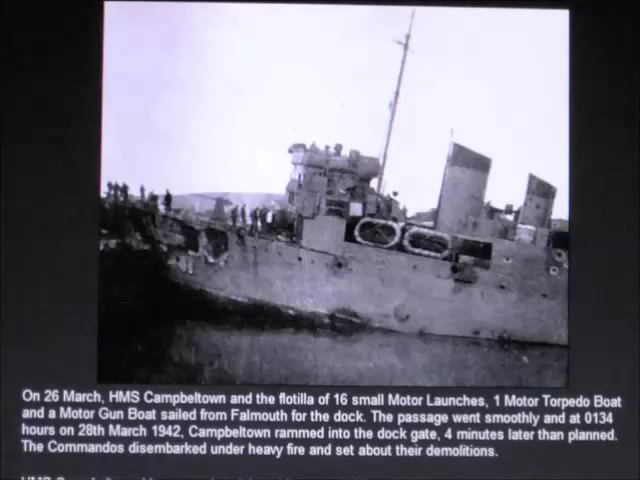 On 26 March, HMS Campbeltown and the flotilla of 16 small Motor Launches, 1 Motor Torpedo Boat
and a Motor Gun Boat sailed from Falmouth for the dock. The passage went smoothly and at 0134
hours on 28th March 1942, Campbeltown rammed into the dock gate, 4 minutes later than planned.
The Commandos disembarked under heavy fire and set about their demolitions.